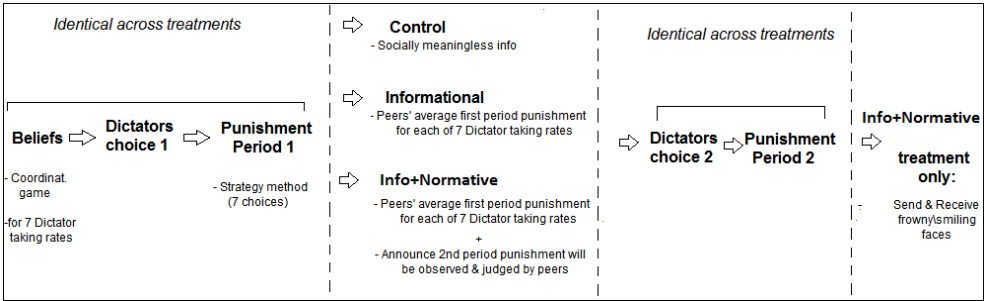 Identical across treatments
Beliefs
Dictators
choice 1
Punishment
Period 1
- Coordinat.
game
-for 7 Dictator
taking rates
- Strategy method
(7 choices)
Control
- Socially meaningless info
Informational
- Peers' average first period punishment
for each of 7 Dictator taking rates
Info+Normative
- Peers' average first period punishment
for each of 7 Dictator taking rates
+
- Announce 2nd period punishment will
be observed & judged by peers
Identical across treatments
Dictators
choice 2
Punishment
Period 2
Info+Normative
treatment
only:
- Send & Receive
frowny\smiling
faces